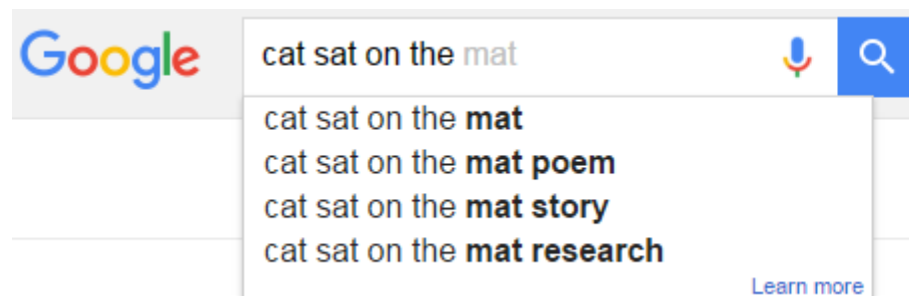 Google cat sat on the mat
cat sat on the mat
cat sat on the mat poem
cat sat on the mat story
cat sat on the mat research
Learn more